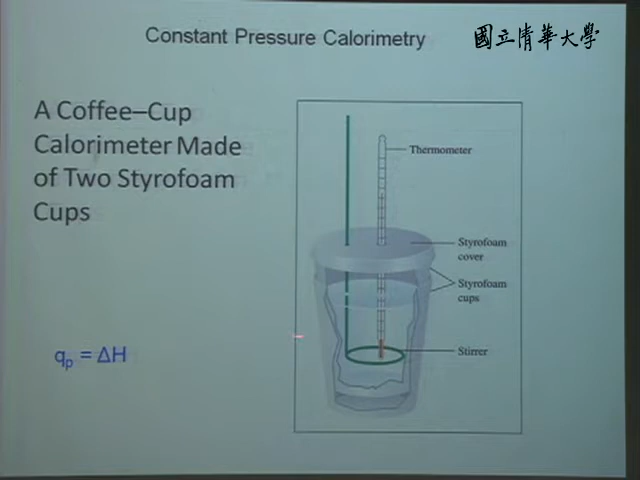 Constant Pressure Calorimetry
國立清華大學
A Coffee–Cup
Calorimeter Made
of Two Styrofoam
Cups
Thermometer
Styrofoam
cover
Styrofoam
cups
Stirrer
qp = ΔH